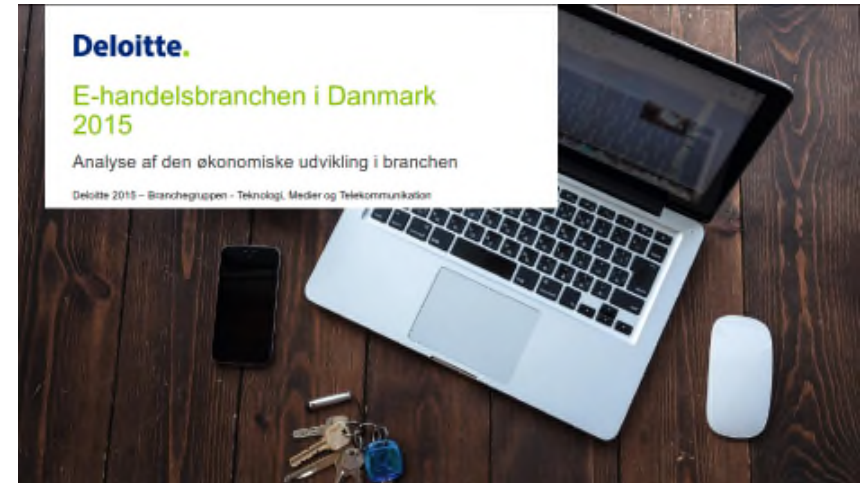 Deloitte.
E-handelsbranchen i Danmark
2015
Analyse af den økonomiske udvikling i branchen
Deloitte 2015 – Branchegruppen - Teknologi, Medier og Telekommunikation